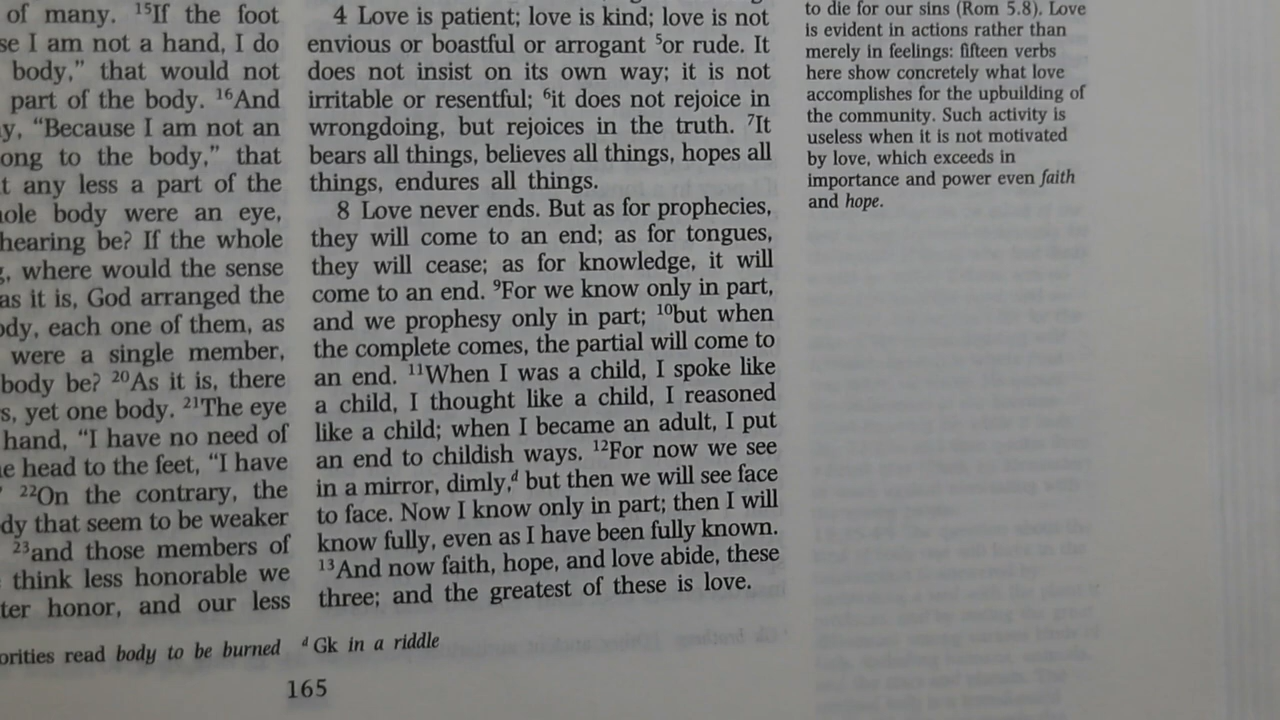 of many. ¹⁵If the foot
se I am not a hand, I do
body,” that would not
part of the body. ¹⁶And
y, “Because I am not an
ong to the body,” that
t any less a part of the
ole body were an eye,
hearing be? If the whole
g, where would the sense
as it is, God arranged the
ody, each one of them, as
were a single member,
body be? ²⁰As it is, there
s, yet one body. ²¹The eye
hand, “I have no need of
e head to the feet, “I have
²²On the contrary, the
dy that seem to be weaker
²³and those members of
think less honorable we
ter honor, and our less
4 Love is patient; love is kind; love is not
envious or boastful or arrogant ⁵or rude. It
does not insist on its own way; it is not
irritable or resentful; ⁶it does not rejoice in
wrongdoing, but rejoices in the truth. ⁷It
bears all things, believes all things, hopes all
things, endures all things.
8 Love never ends. But as for prophecies,
they will come to an end; as for tongues,
they will cease; as for knowledge, it will
come to an end. ⁹For we know only in part,
and we prophesy only in part; ¹⁰but when
the complete comes, the partial will come to
an end. ¹¹When I was a child, I spoke like
a child, I thought like a child, I reasoned
like a child; when I became an adult, I put
an end to childish ways. ¹²For now we see
in a mirror, dimly,ᵈ but then we will see face
to face. Now I know only in part; then I will
know fully, even as I have been fully known.
¹³And now faith, hope, and love abide, these
three; and the greatest of these is love.
to die for our sins (Rom 5.8). Love
is evident in actions rather than
merely in feelings: fifteen verbs
here show concretely what love
accomplishes for the upbuilding of
the community. Such activity is
useless when it is not motivated
by love, which exceeds in
importance and power even faith
and hope.
orities read body to be burned ᵈ Gk in a riddle
165